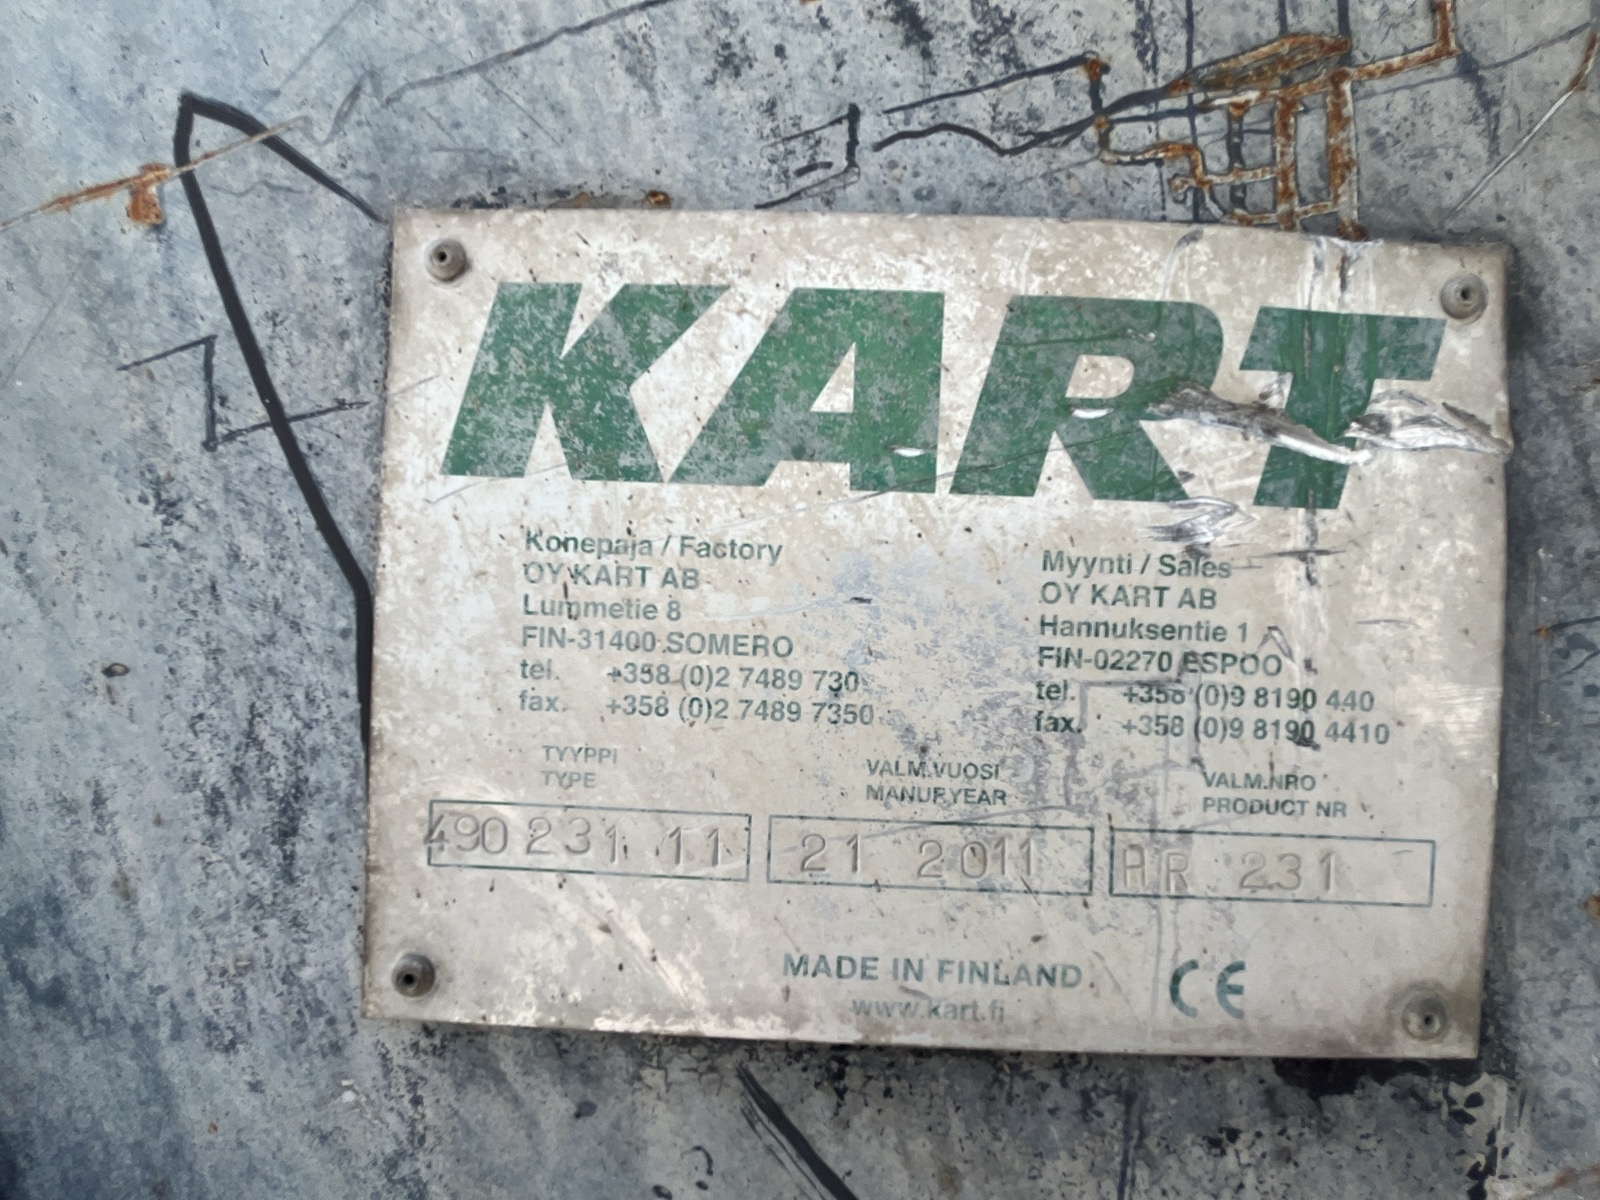 KART
Konepaja / Factory
OY KART AB
Lummetie 8
FIN-31400 SOMERO
tel. +358 (0)2 7489 730
fax. +358 (0)2 7489 7350
Myynti / Sales
OY KART AB
Hannuksentie 1
FIN-02270 ESPOO
tel. +358 (0)9 8190 440
fax. +358 (0)9 8190 4410
TYYPPI
TYPE
490 231 11
VALM.VUOSI
MANUF.YEAR
21 2011
VALM.NRO
PRODUCT NR
AR 231
MADE IN FINLAND
www.kart.fi
CE